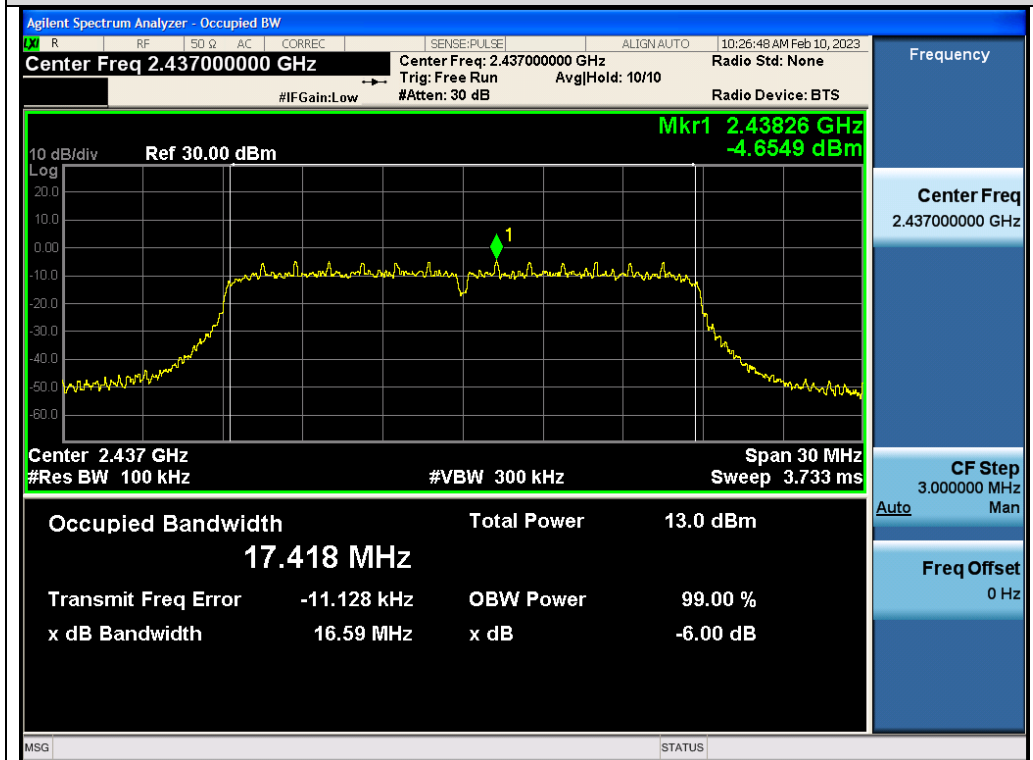 Agilent Spectrum Analyzer - Occupied BW
LXI R RF 50 Ω AC CORREC SENSE:PULSE ALIGN AUTO 10:26:48 AM Feb 10, 2023
Center Freq 2.437000000 GHz Center Freq: 2.437000000 GHz Radio Std: None
Trig: Free Run Avg|Hold: 10/10
#IFGain:Low #Atten: 30 dB Radio Device: BTS
Mkr1 2.43826 GHz
10 dB/div Ref 30.00 dBm -4.6549 dBm
Log
20.0
10.0
0.00
-10.0
-20.0
-30.0
-40.0
-50.0
-60.0
1
Center 2.437 GHz Span 30 MHz
#Res BW 100 kHz #VBW 300 kHz Sweep 3.733 ms
Occupied Bandwidth Total Power 13.0 dBm
17.418 MHz
Transmit Freq Error -11.128 kHz OBW Power 99.00 %
x dB Bandwidth 16.59 MHz x dB -6.00 dB
Frequency
Center Freq
2.437000000 GHz
CF Step
3.000000 MHz
Auto Man
Freq Offset
0 Hz
MSG STATUS